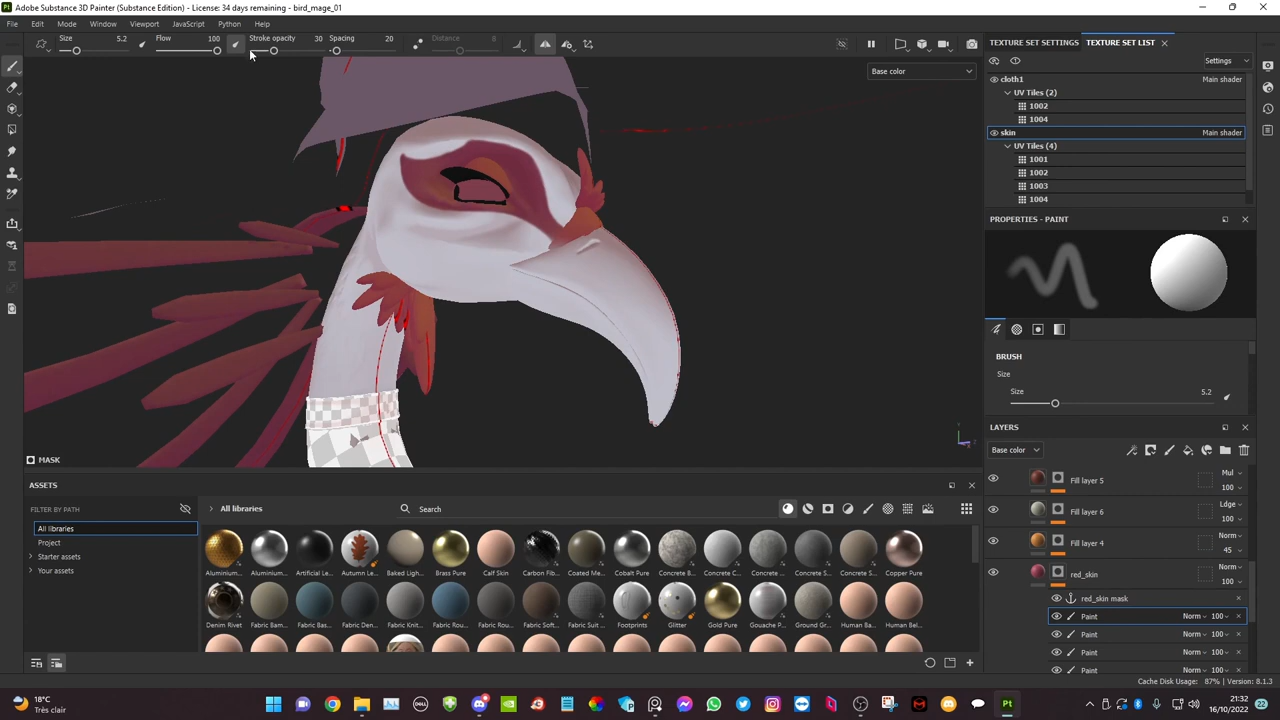 Adobe Substance 3D Painter (Substance Edition) - License: 34 days remaining - bird_mage_01
File Edit Mode Window Viewport JavaScript Python Help
Size 5.2 Flow 100 Stroke opacity 30 Spacing 20 Distance 8
Base color
TEXTURE SET SETTINGS TEXTURE SET LIST
Settings
cloth1 Main shader
UV Tiles (2)
1002
1004
skin Main shader
UV Tiles (4)
1001
1002
1003
1004
PROPERTIES - PAINT
BRUSH
Size
Size 5.2
LAYERS
Base color
Mul
Fill layer 5 100
Ldge
Fill layer 6 100
Norm
Fill layer 4 45
Norm
red_skin 100
red_skin mask
Paint Norm 100
Paint Norm 100
Paint Norm 100
Paint Norm 100
MASK
ASSETS
FILTER BY PATH
All libraries
Project
Starter assets
Your assets
All libraries Search
Aluminium... Aluminium... Artificial Le... Autumn Le... Baked Ligh... Brass Pure Calf Skin Carbon Fib... Coated Me... Cobalt Pure Concrete B... Concrete C... Concrete ... Concrete S... Concrete S... Copper Pure
Denim Rivet Fabric Bam... Fabric Bas... Fabric Den... Fabric Knit... Fabric Rou... Fabric Rou... Fabric Soft... Fabric Suit ... Footprints Glitter Gold Pure Gouache P... Ground Gr... Human Ba... Human Bel...
Cache Disk Usage: 87% | Version: 8.1.3
18°C
Très clair
21:32
16/10/2022